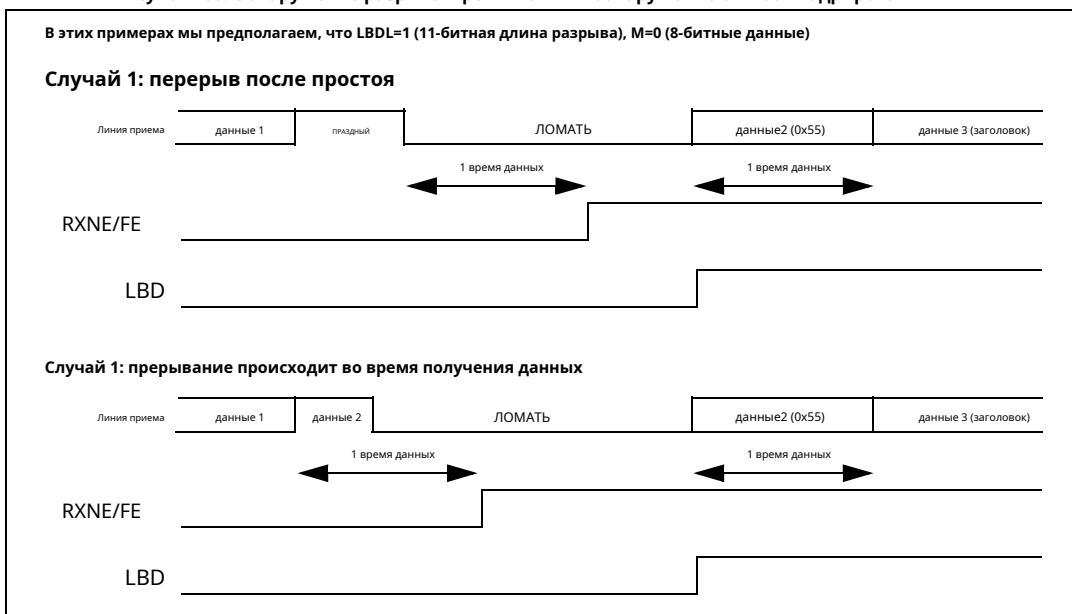 В этих примерах мы предполагаем, что LBDL=1 (11-битная длина разрыва), M=0 (8-битные данные)
Случай 1: перерыв после простоя
Линия приема данные 1 ПРАЗДНЫЙ ЛОМАТЬ данные2 (0x55) данные 3 (заголовок)
1 время данных 1 время данных
RXNE/FE
LBD
Случай 1: прерывание происходит во время получения данных
Линия приема данные 1 данные 2 ЛОМАТЬ данные2 (0x55) данные 3 (заголовок)
1 время данных 1 время данных
RXNE/FE
LBD